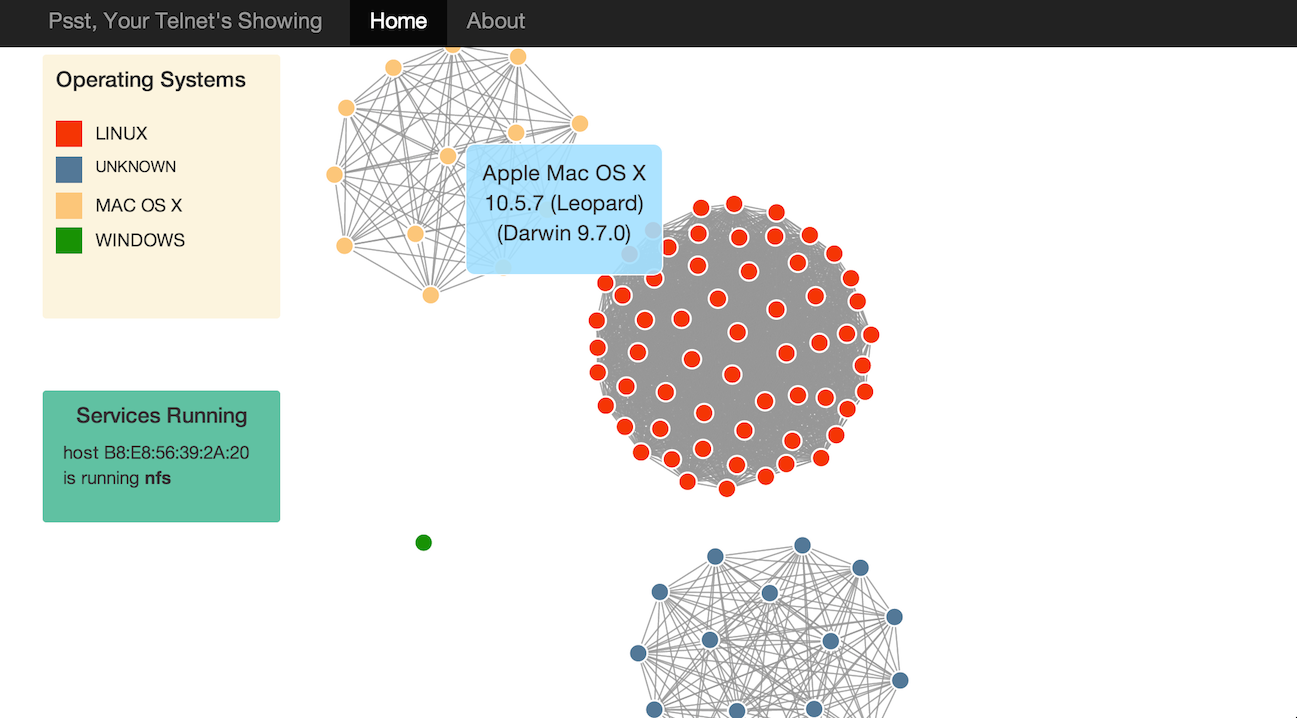 Psst, Your Telnet's Showing Home About
Operating Systems
LINUX
UNKNOWN
MAC OS X
WINDOWS
Apple Mac OS X
10.5.7 (Leopard)
(Darwin 9.7.0)
Services Running
host B8:E8:56:39:2A:20
is running nfs